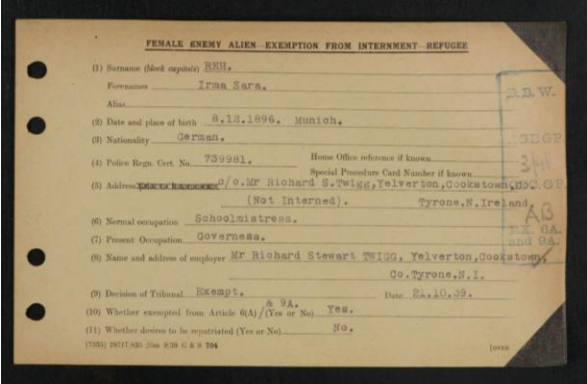 FEMALE ENEMY ALIEN—EXEMPTION FROM INTERNMENT—REFUGEE
(1) Surname (block capitals) REH.
Forenames Irma Sara.
Alias
(2) Date and place of birth 8.12.1896. Munich.
(3) Nationality German.
(4) Police Regn. Cert. No. 739981. Home Office reference if known
Special Procedure Card Number if known
(5) Address c/o.Mr Richard S.Twigg,Yelverton,Cookstown,
(Not Interned). Tyrone.N.Ireland.
(6) Normal occupation Schoolmistress.
(7) Present Occupation Governess.
(8) Name and address of employer Mr Richard Stewart TWIGG, Yelverton,Cookstown,
Co.Tyrone.N.I.
(9) Decision of Tribunal Exempt. Date 21.10.39.
& 9A.
(10) Whether exempted from Article 6(A)/(Yes or No) Yes.
(11) Whether desires to be repatriated (Yes or No) No.
G & S 704
[OVER
3/41
AB
EX. 6A.
and 9A.